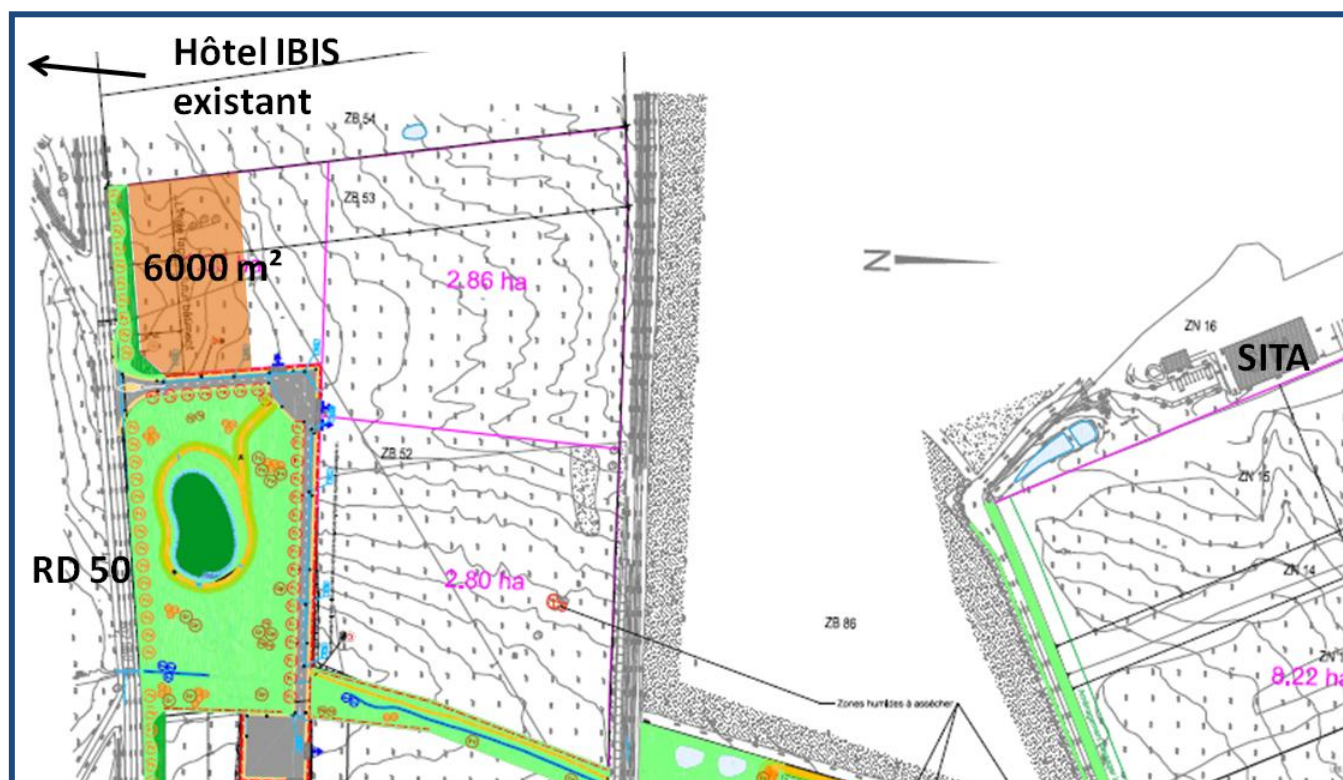 Hôtel IBIS
existant
ZB 54
ZB 53
6000 m²
2.86 ha
N
ZN 16
SITA
ZB 52
ZN 15
RD 50
2.80 ha
ZN 14
ZB 86
8.22 ha
Zones humides à assécher